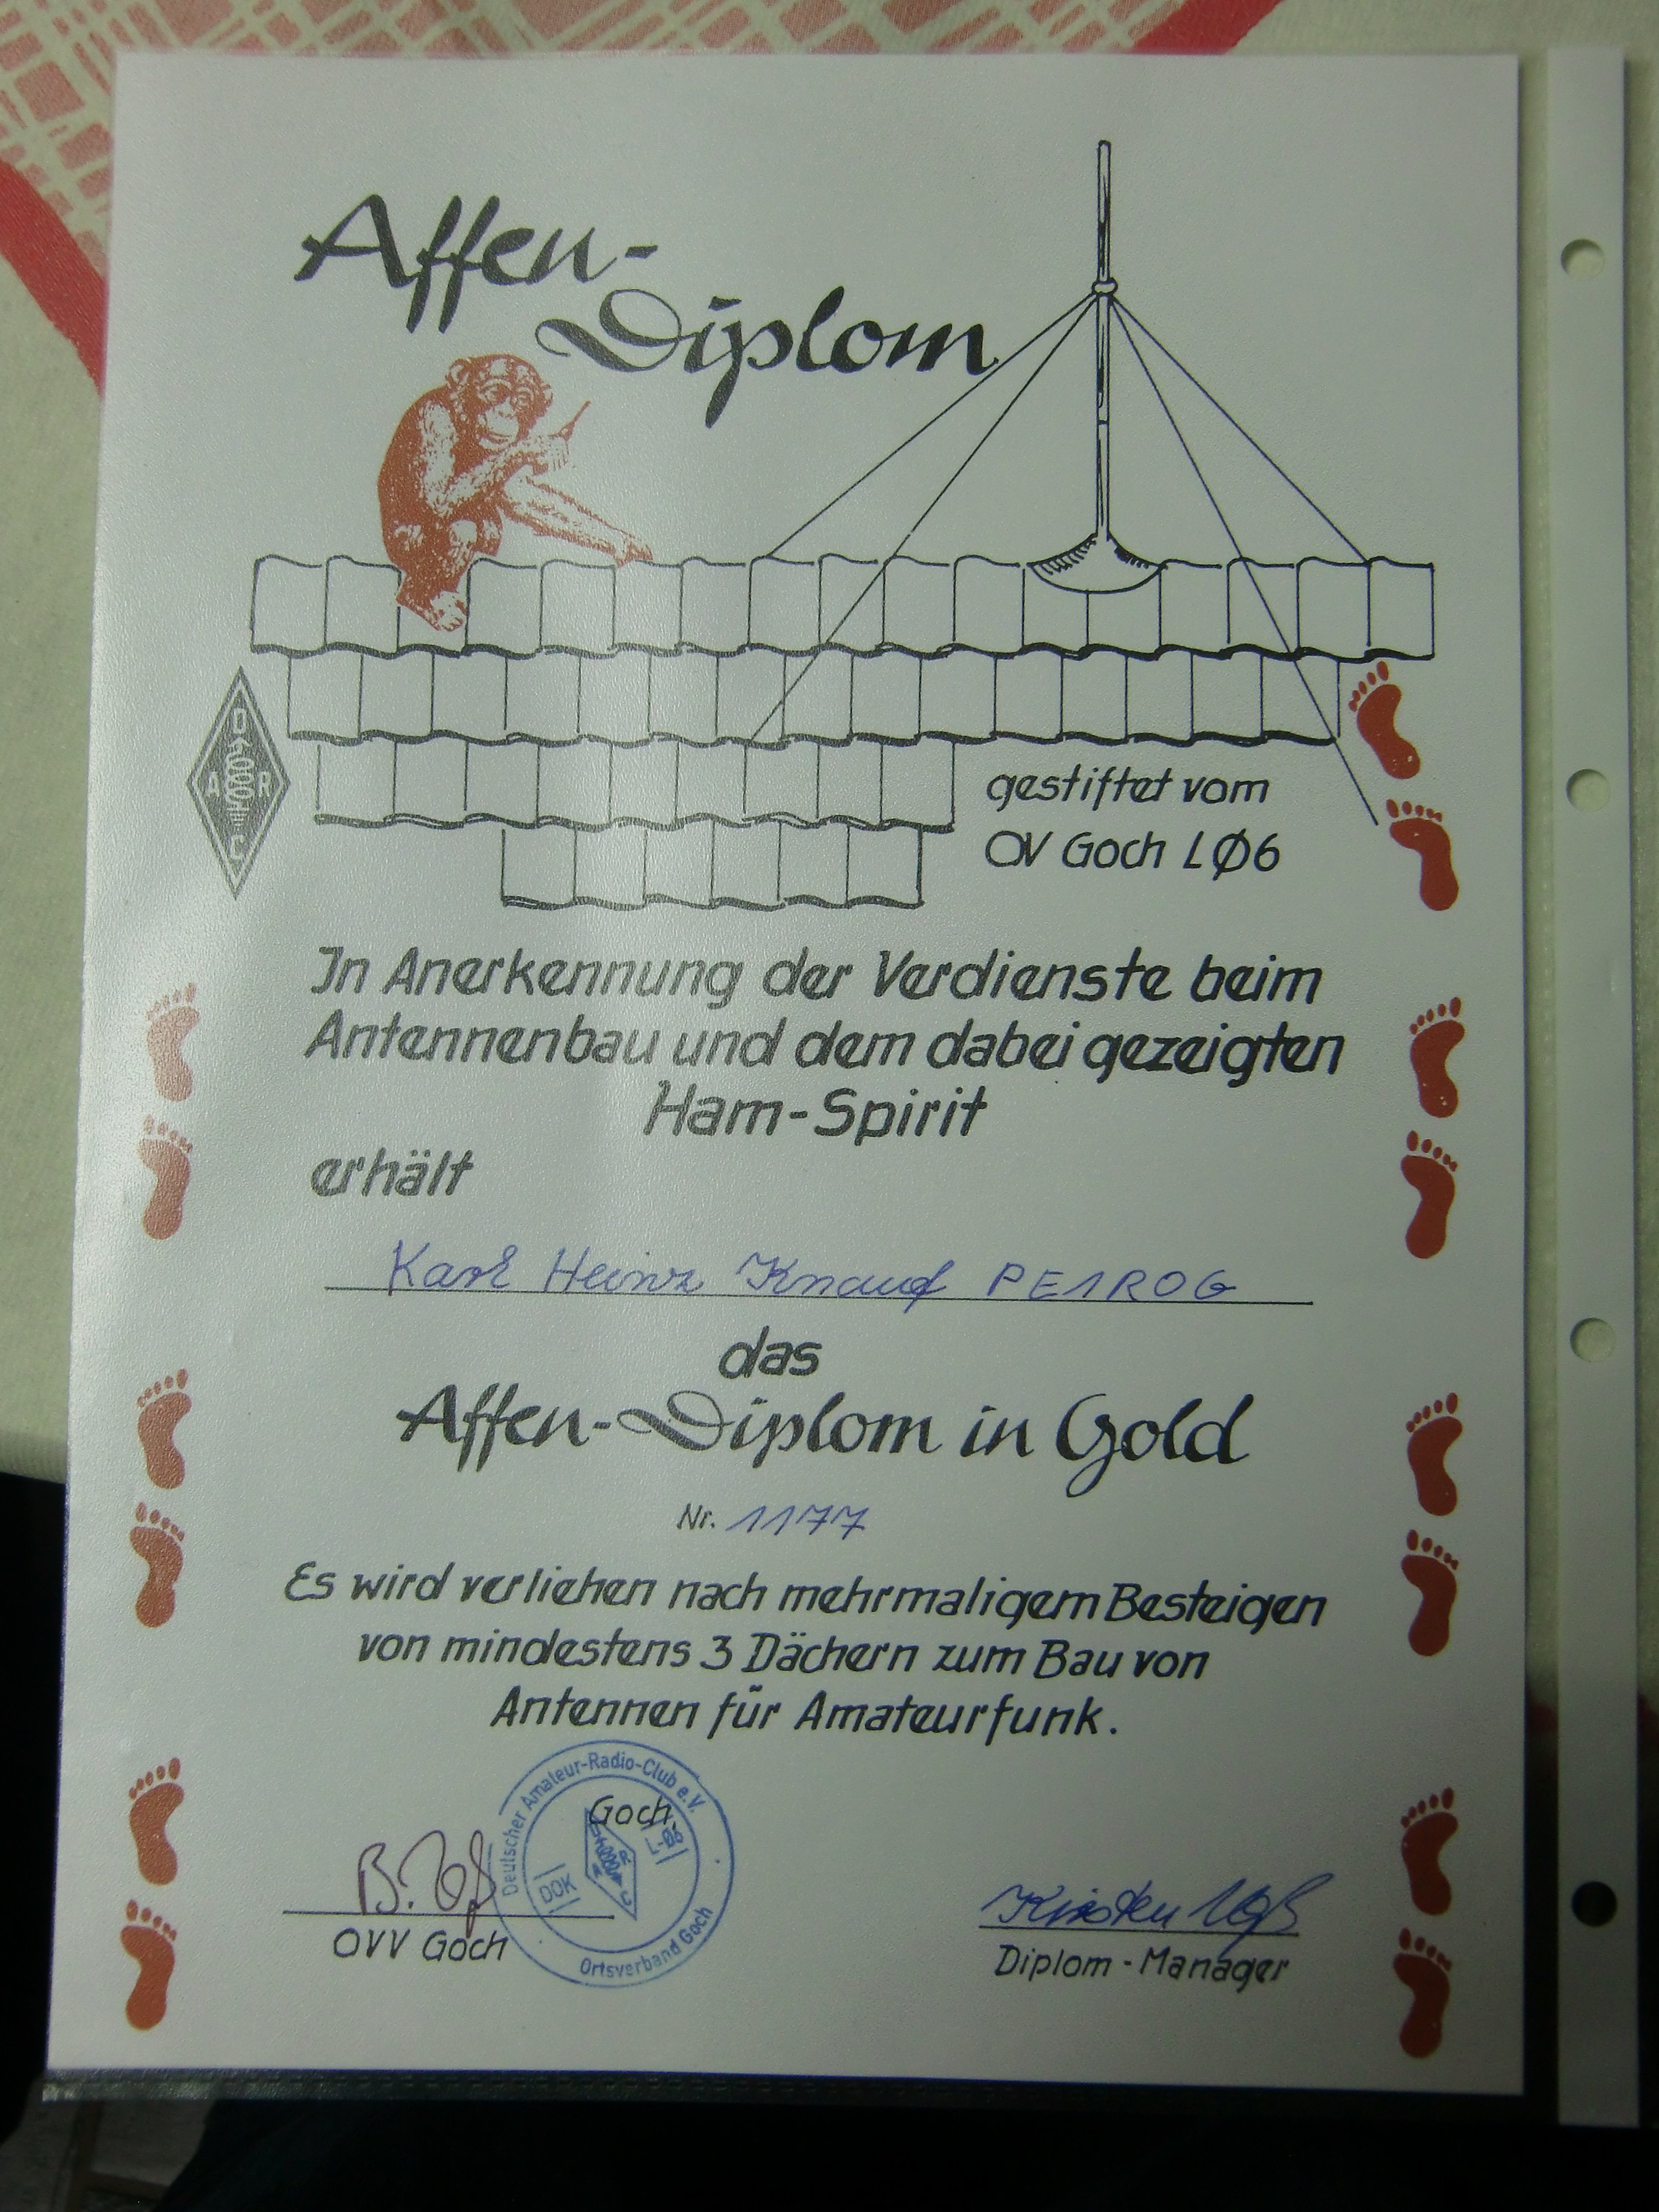 Affen-
Diplom
D
A R
C
gestiftet vom
OV Goch LØ6
In Anerkennung der Verdienste beim
Antennenbau und dem dabei gezeigten
Ham-Spirit
erhält
Karl Heinz Knauf PE1ROG
das
Affen-Diplom in Gold
Nr. 1177
Es wird verliehen nach mehrmaligem Besteigen
von mindestens 3 Dächern zum Bau von
Antennen für Amateurfunk.
Deutscher Amateur-Radio-Club e.V.
Goch,
DOK
L-06
Ortsverband Goch
OVV Goch
Diplom-Manager